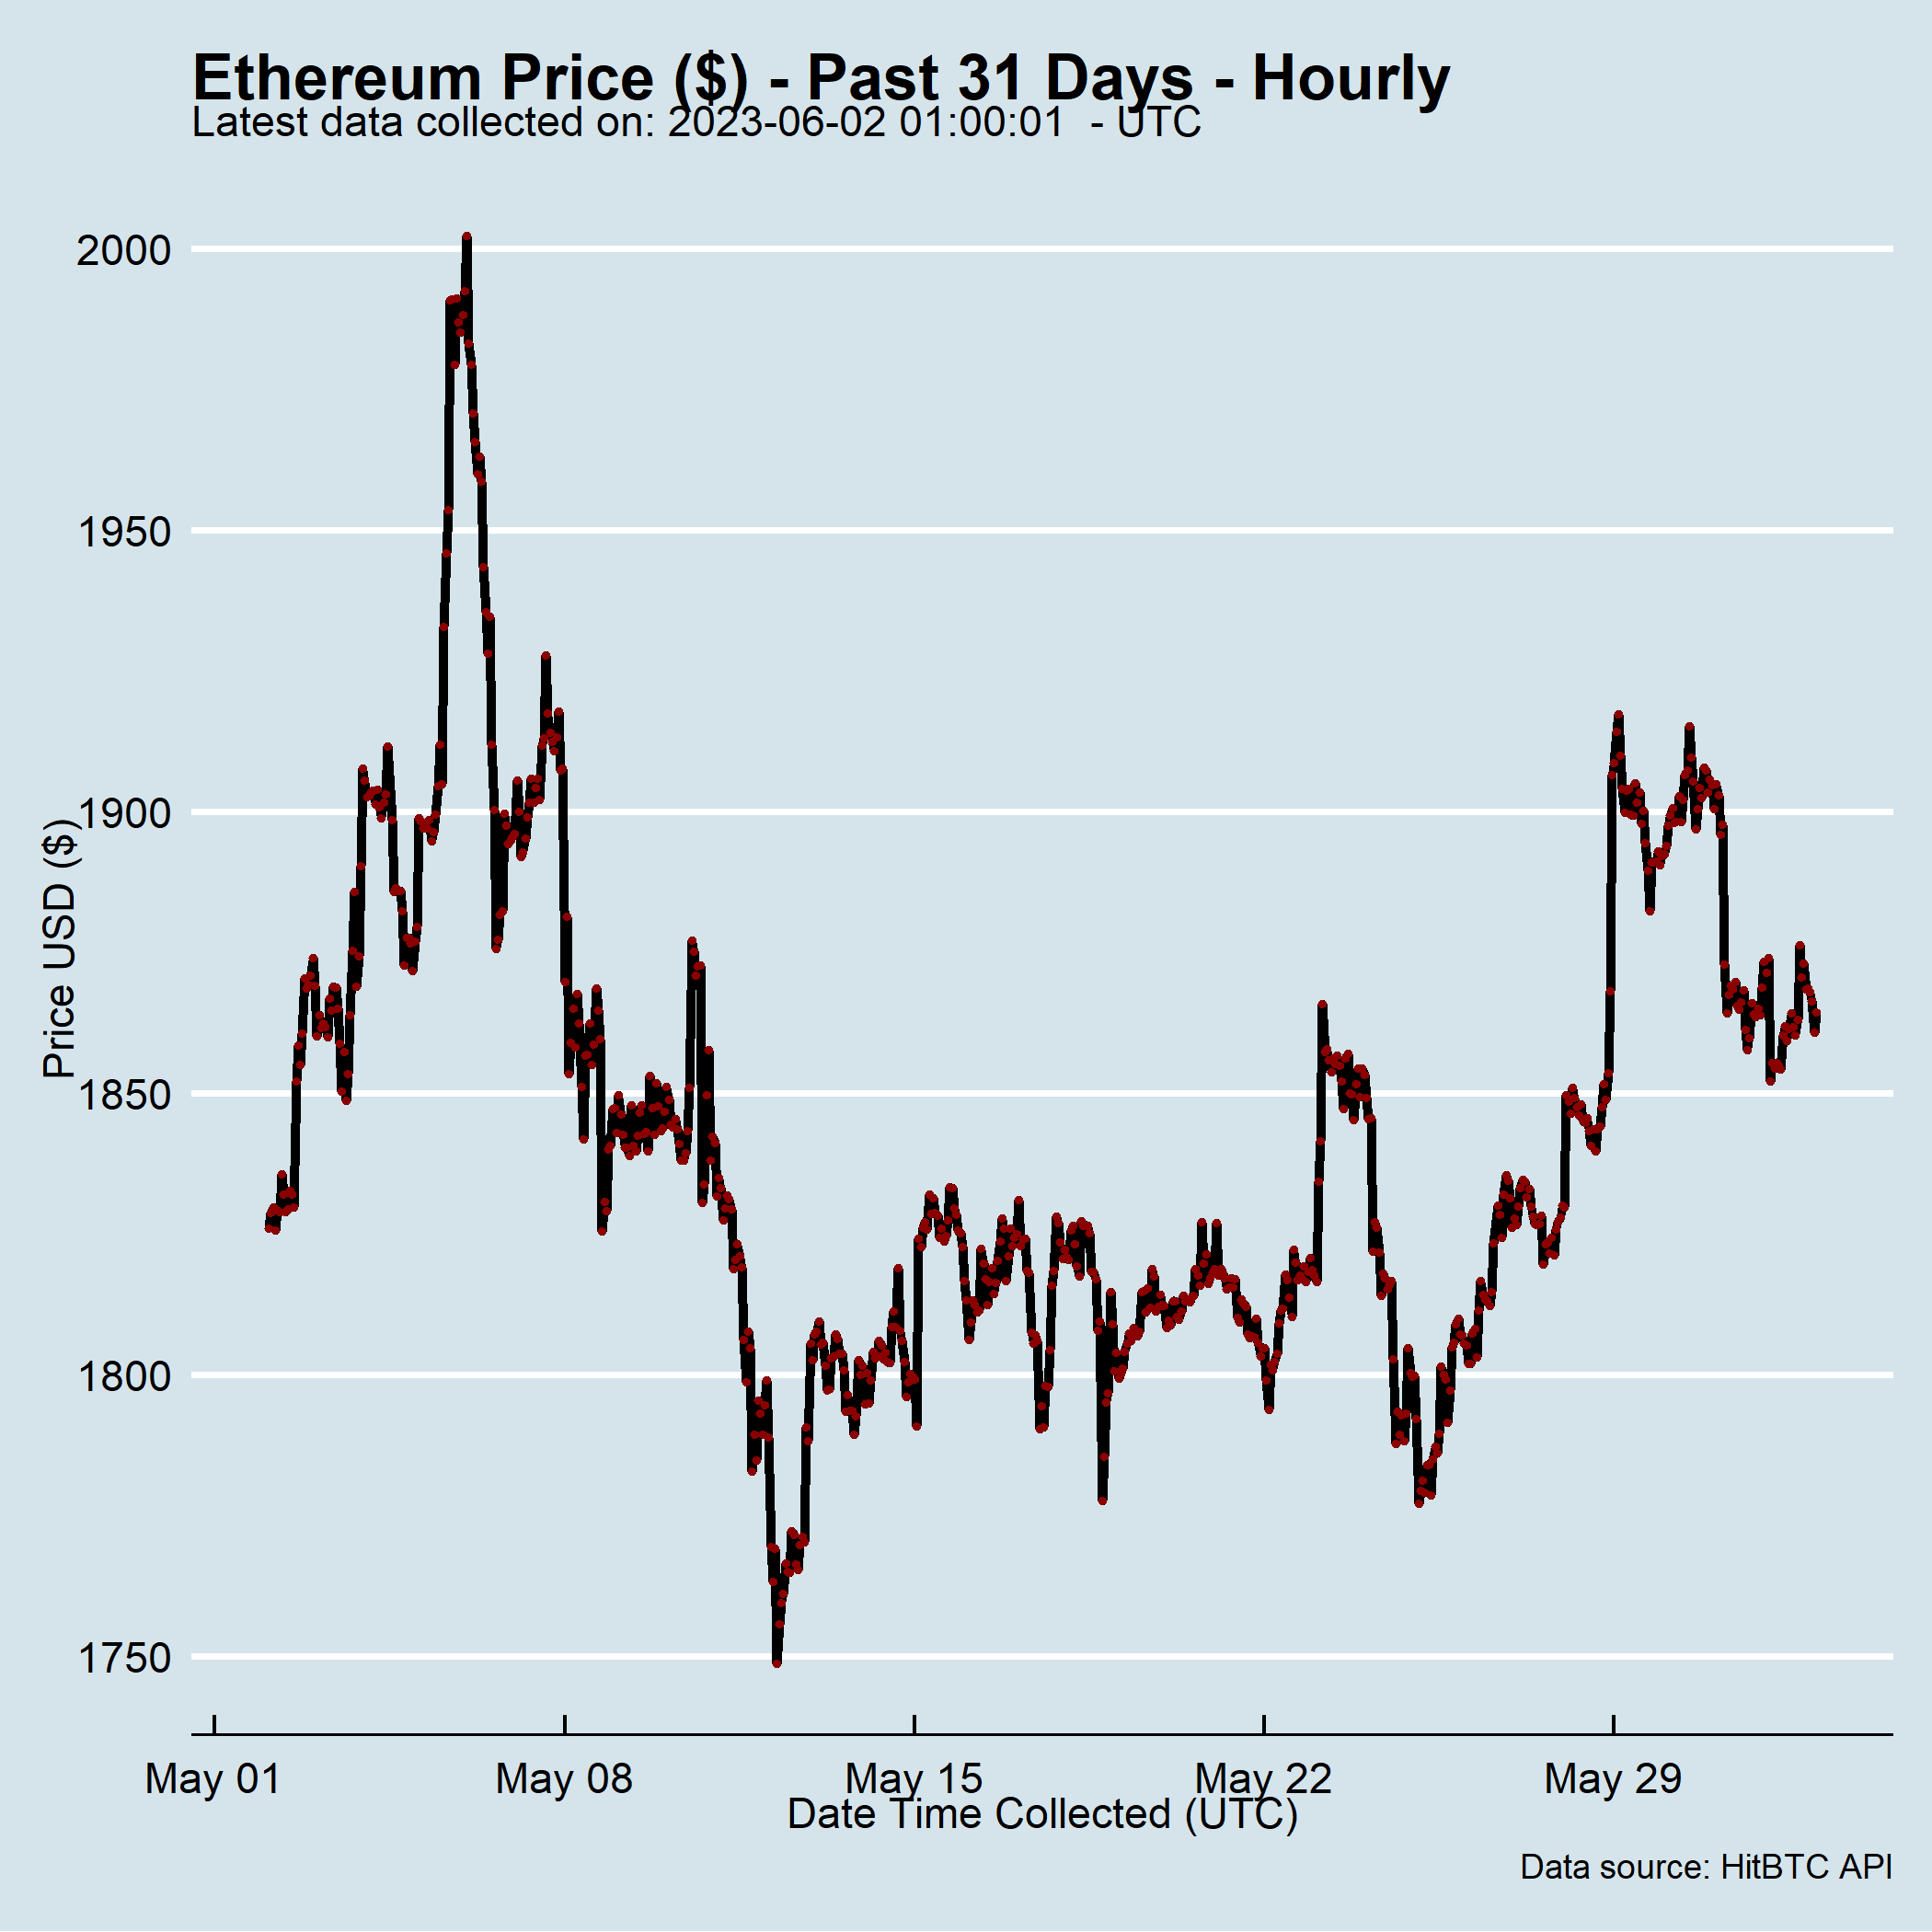 Ethereum Price ($) - Past 31 Days - Hourly
Latest data collected on: 2023-06-02 01:00:01  - UTC
2000
1950
1900
1850
1800
1750
Price USD ($)
May 01 May 08 May 15 May 22 May 29
Date Time Collected (UTC)
Data source: HitBTC API